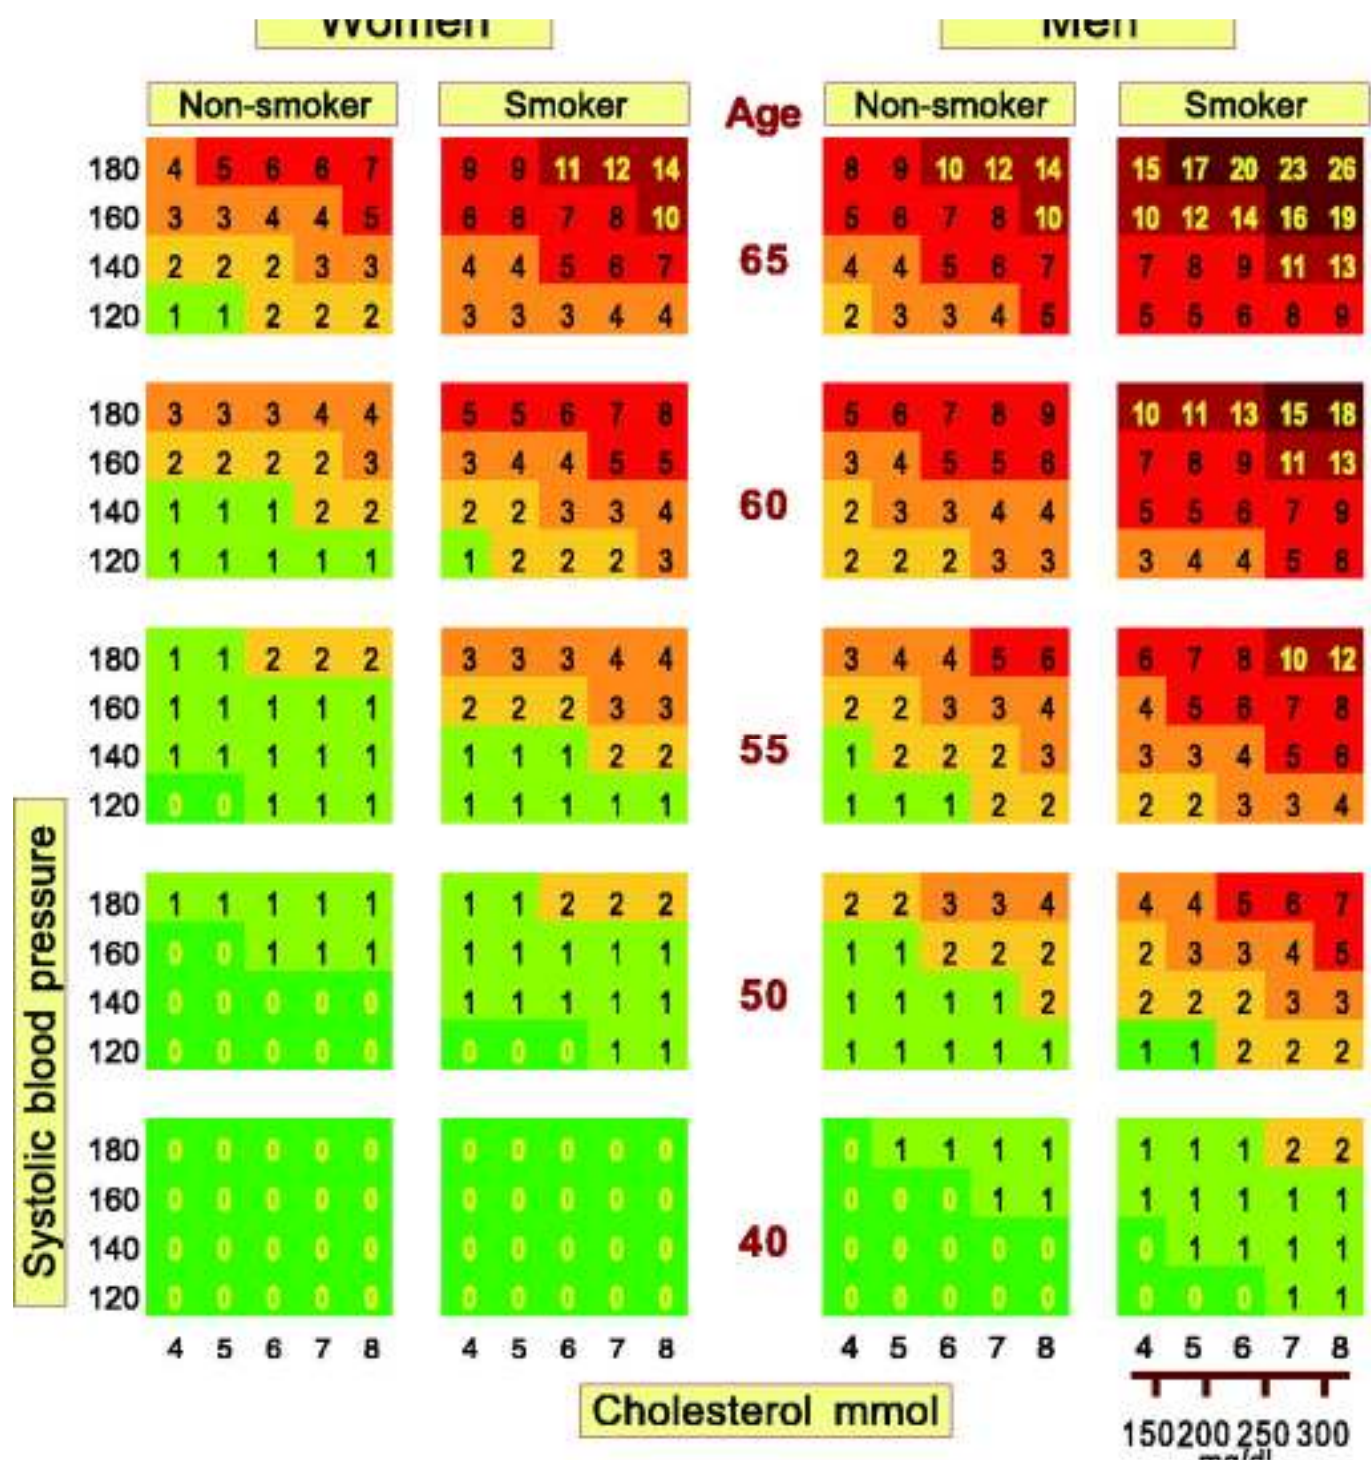 Women Men
Non-smoker Smoker Age Non-smoker Smoker
180 4 5 6 6 7 9 9 11 12 14 8 9 10 12 14 15 17 20 23 26
160 3 3 4 4 5 6 6 7 8 10 5 6 7 8 10 10 12 14 16 19
65
140 2 2 2 3 3 4 4 5 6 7 4 4 5 6 7 7 8 9 11 13
120 1 1 2 2 2 3 3 3 4 4 2 3 3 4 5 5 5 6 8 9
180 3 3 3 4 4 5 5 6 7 8 5 6 7 8 9 10 11 13 15 18
160 2 2 2 2 3 3 4 4 5 5 3 4 5 5 6 7 8 9 11 13
60
140 1 1 1 2 2 2 2 3 3 4 2 3 3 4 4 5 5 6 7 9
120 1 1 1 1 1 1 2 2 2 3 2 2 2 3 3 3 4 4 5 6
180 1 1 2 2 2 3 3 3 4 4 3 4 4 5 6 6 7 8 10 12
160 1 1 1 1 1 2 2 2 3 3 2 2 3 3 4 4 5 6 7 8
55
140 1 1 1 1 1 1 1 1 2 2 1 2 2 2 3 3 3 4 5 6
120 0 0 1 1 1 1 1 1 1 1 1 1 1 2 2 2 2 3 3 4
180 1 1 1 1 1 1 1 2 2 2 2 2 3 3 4 4 4 5 6 7
160 0 0 1 1 1 1 1 1 1 1 1 1 2 2 2 2 3 3 4 5
50
140 0 0 0 0 0 1 1 1 1 1 1 1 1 1 2 2 2 2 3 3
120 0 0 0 0 0 0 0 0 1 1 1 1 1 1 1 1 1 2 2 2
180 0 0 0 0 0 0 0 0 0 0 0 1 1 1 1 1 1 1 2 2
160 0 0 0 0 0 0 0 0 0 0 0 0 0 1 1 1 1 1 1 1
40
140 0 0 0 0 0 0 0 0 0 0 0 0 0 0 0 0 1 1 1 1
120 0 0 0 0 0 0 0 0 0 0 0 0 0 0 0 0 0 0 1 1
4 5 6 7 8 4 5 6 7 8 4 5 6 7 8 4 5 6 7 8
Systolic blood pressure
Cholesterol mmol
150 200 250 300
mg/dl